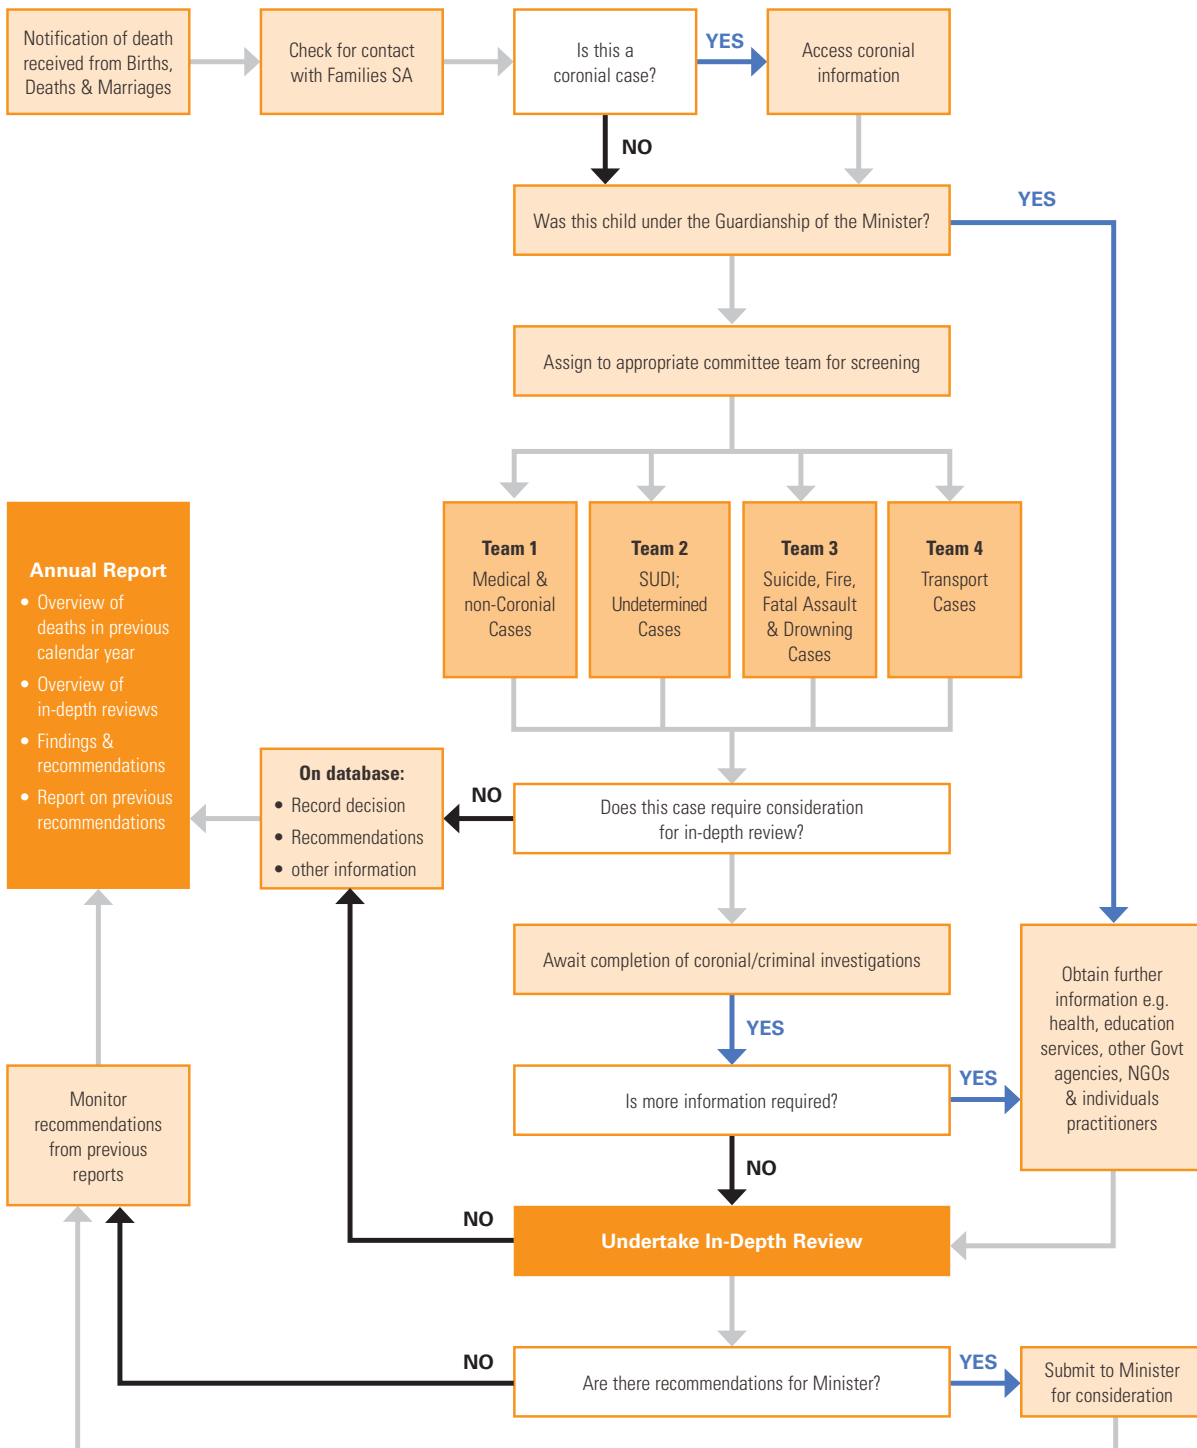 Notification of death
received from Births,
Deaths & Marriages
Check for contact
with Families SA
Is this a
coronial case?
YES
Access coronial
information
NO
Was this child under the Guardianship of the Minister?
YES
Assign to appropriate committee team for screening
Team 1
Medical &
non-Coronial
Cases
Team 2
SUDI;
Undetermined
Cases
Team 3
Suicide, Fire,
Fatal Assault
& Drowning
Cases
Team 4
Transport
Cases
Annual Report
• Overview of
deaths in previous
calendar year
• Overview of
in-depth reviews
• Findings &
recommendations
• Report on previous
recommendations
On database:
• Record decision
• Recommendations
• other information
NO
Does this case require consideration
for in-depth review?
Await completion of coronial/criminal investigations
YES
Obtain further
information e.g.
health, education
services, other Govt
agencies, NGOs
& individuals
practitioners
Is more information required?
YES
NO
Monitor
recommendations
from previous
reports
NO
Undertake In-Depth Review
NO
Are there recommendations for Minister?
YES
Submit to Minister
for consideration